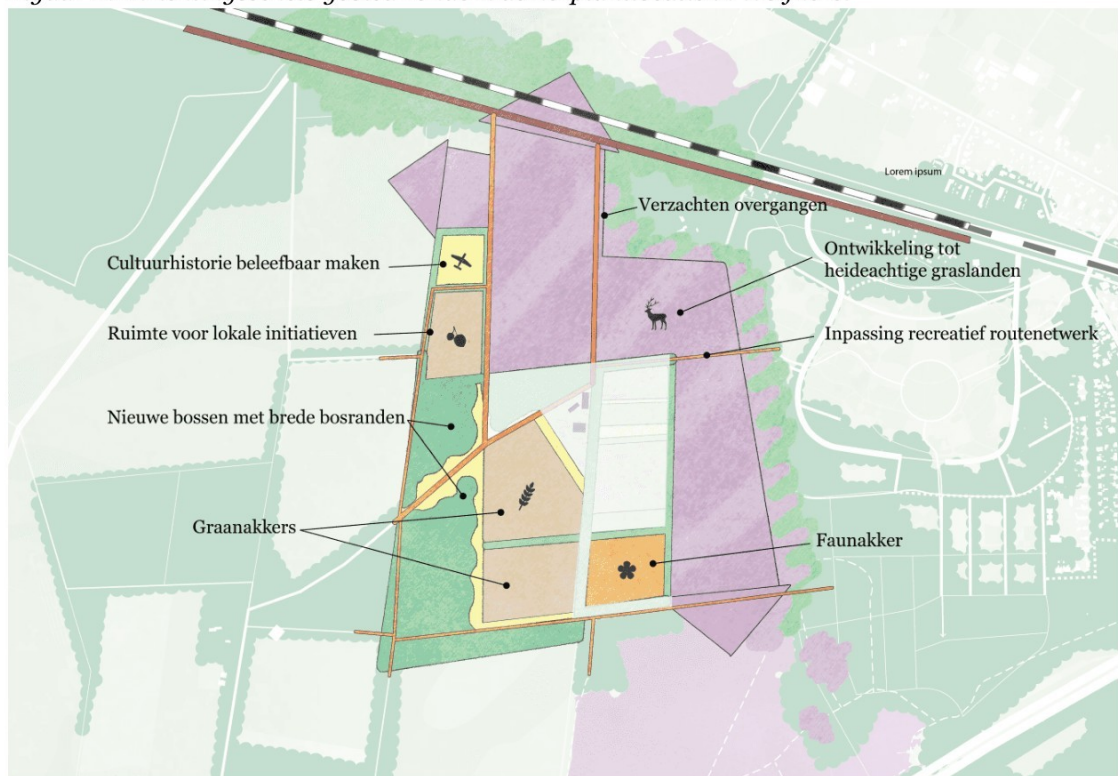 Lorem ipsum
Verzachten overgangen
Cultuurhistorie beleefbaar maken
Ontwikkeling tot
heideachtige graslanden
Ruimte voor lokale initiatieven
Inpassing recreatief routenetwerk
Nieuwe bossen met brede bosranden
Graanakkers
Faunakker